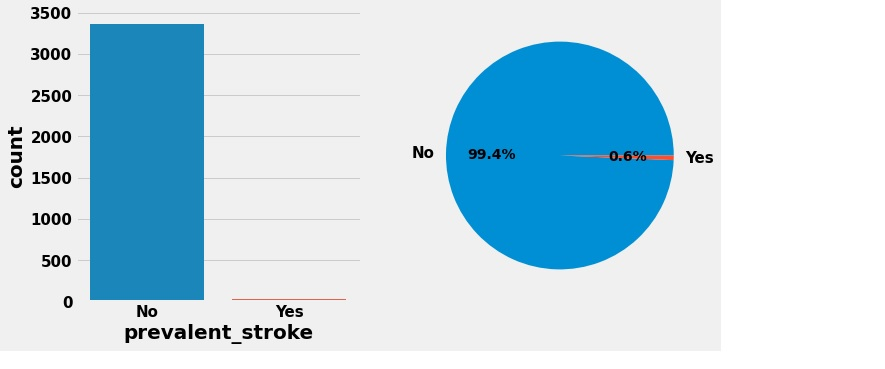 3500
3000
2500
2000
1500
1000
500
0
count
No Yes
prevalent_stroke
No 99.4% 0.6% Yes